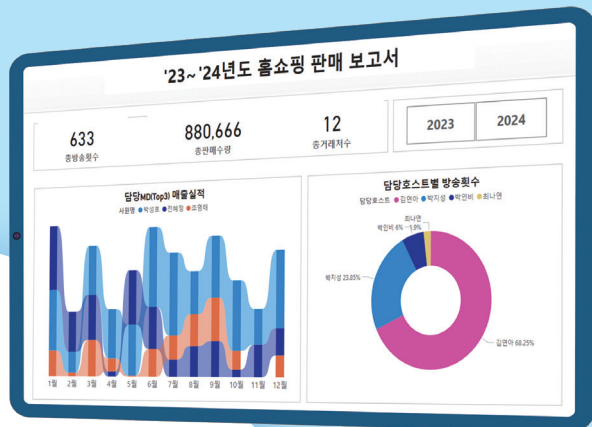 '23~'24년도 홈쇼핑 판매 보고서
633
총방송횟수
880,666
총판매수량
12
총거래처수
2023
2024
담당MD(Top3) 매출실적
사원명 박성호 전혜정 조영채
1월 2월 3월 4월 5월 6월 7월 8월 9월 10월 11월 12월
담당호스트별 방송횟수
담당호스트 김연아 박지성 박인비 최나연
최나연
1.9%
박인비 6%
박지성 23.85%
김연아 68.25%